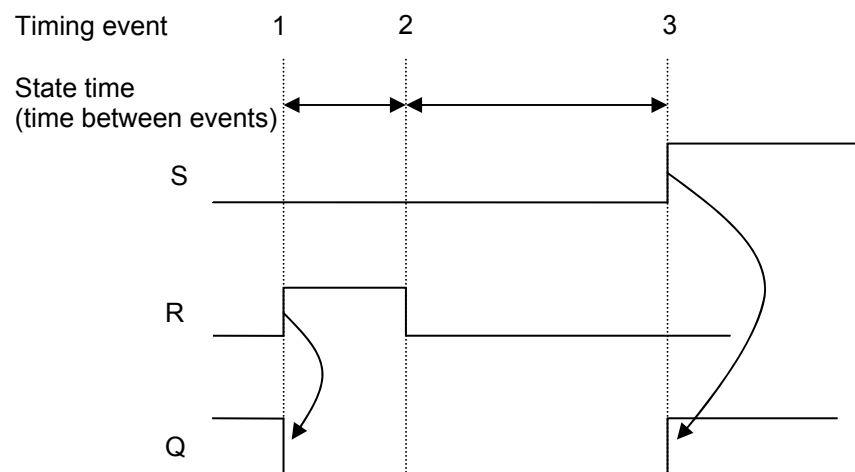 Timing event 1 2 3
State time
(time between events)
S
R
Q